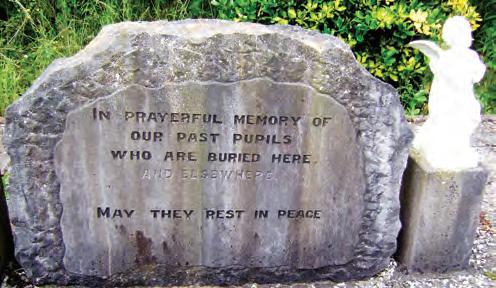 IN PRAYERFUL MEMORY OF
OUR PAST PUPILS
WHO ARE BURIED HERE.
AND ELSEWHERE.
MAY THEY REST IN PEACE